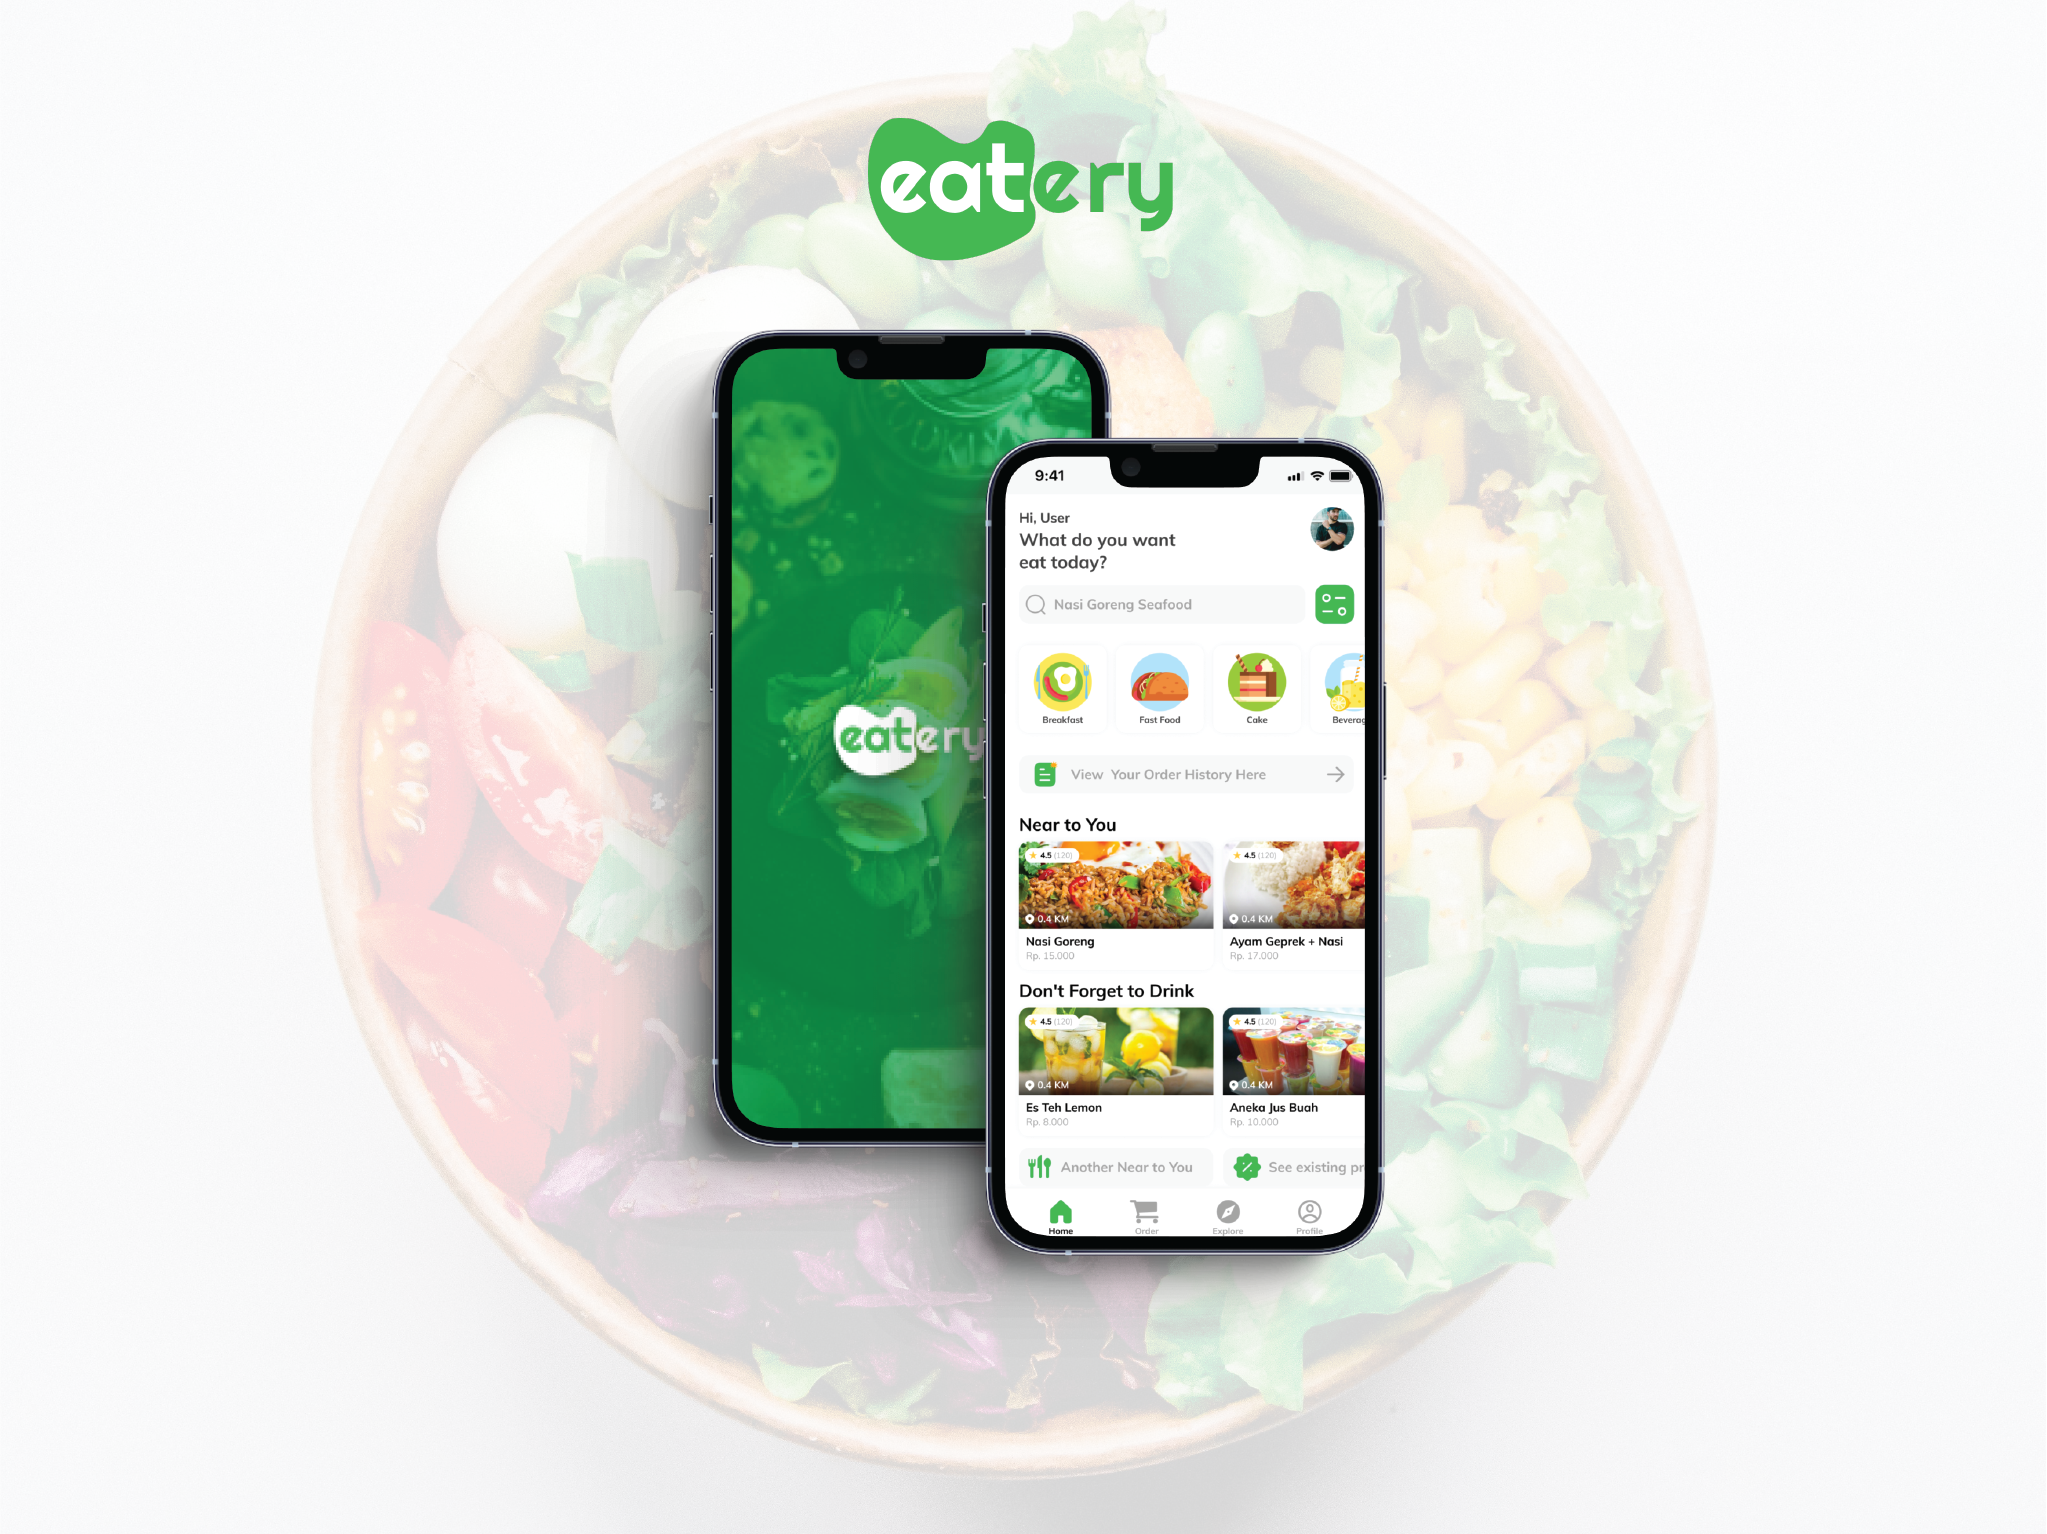 eatery
eatery
9:41
Hi, User
What do you want
eat today?
Nasi Goreng Seafood
Breakfast
Fast Food
Cake
Beverag
View Your Order History Here
Near to You
4.5 (120)
4.5 (120)
0.4 KM
0.4 KM
Nasi Goreng
Ayam Geprek + Nasi
Rp. 15.000
Rp. 17.000
Don't Forget to Drink
4.5 (120)
4.5 (120)
0.4 KM
0.4 KM
Es Teh Lemon
Aneka Jus Buah
Rp. 8.000
Rp. 10.000
Another Near to You
See existing pr
Home
Order
Explore
Profile